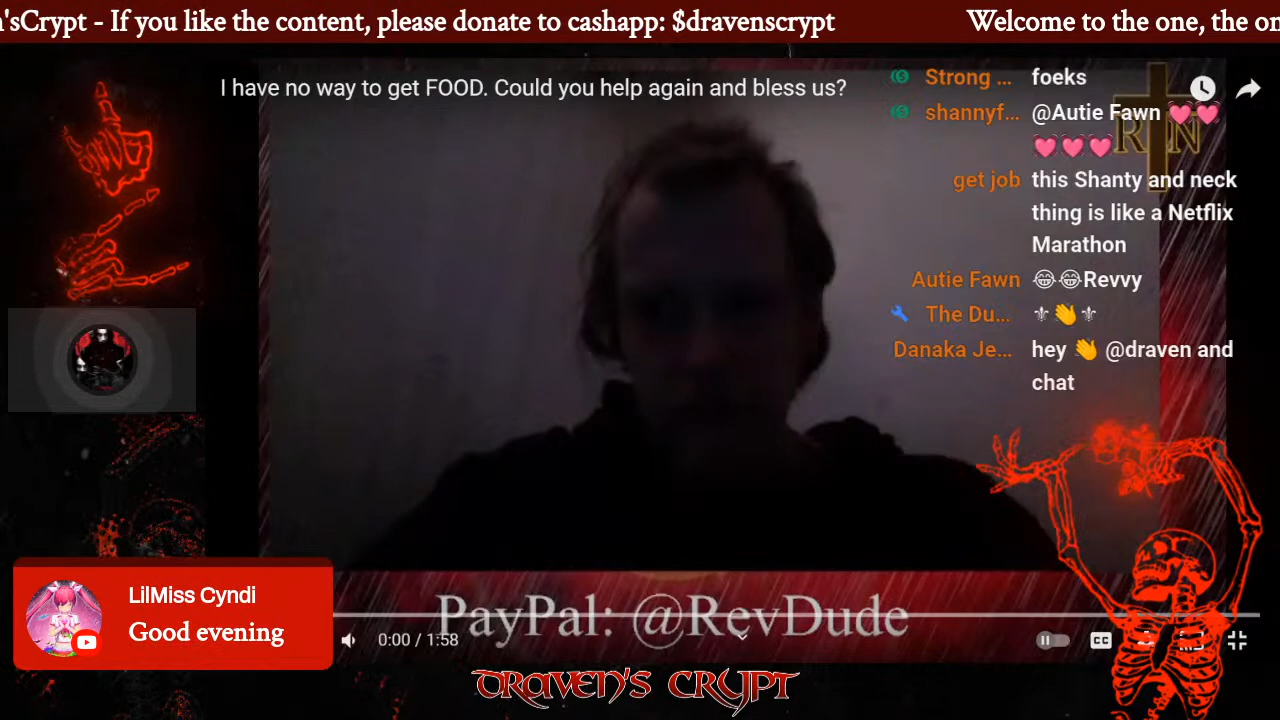 n'sCrypt - If you like the content, please donate to cashapp: $dravenscrypt Welcome to the one, the on
I have no way to get FOOD. Could you help again and bless us?
Strong ... foeks
shannyf... @Autie Fawn 💓💓
💓💓💓
R N
get job this Shanty and neck
thing is like a Netflix
Marathon
Autie Fawn 😂😂Revvy
The Du... ⚜👋⚜
Danaka Je... hey 👋 @draven and
chat
LilMiss Cyndi
Good evening
PayPal: @RevDude
0:00 / 1:58
CC
DRAVEN'S CRYPT